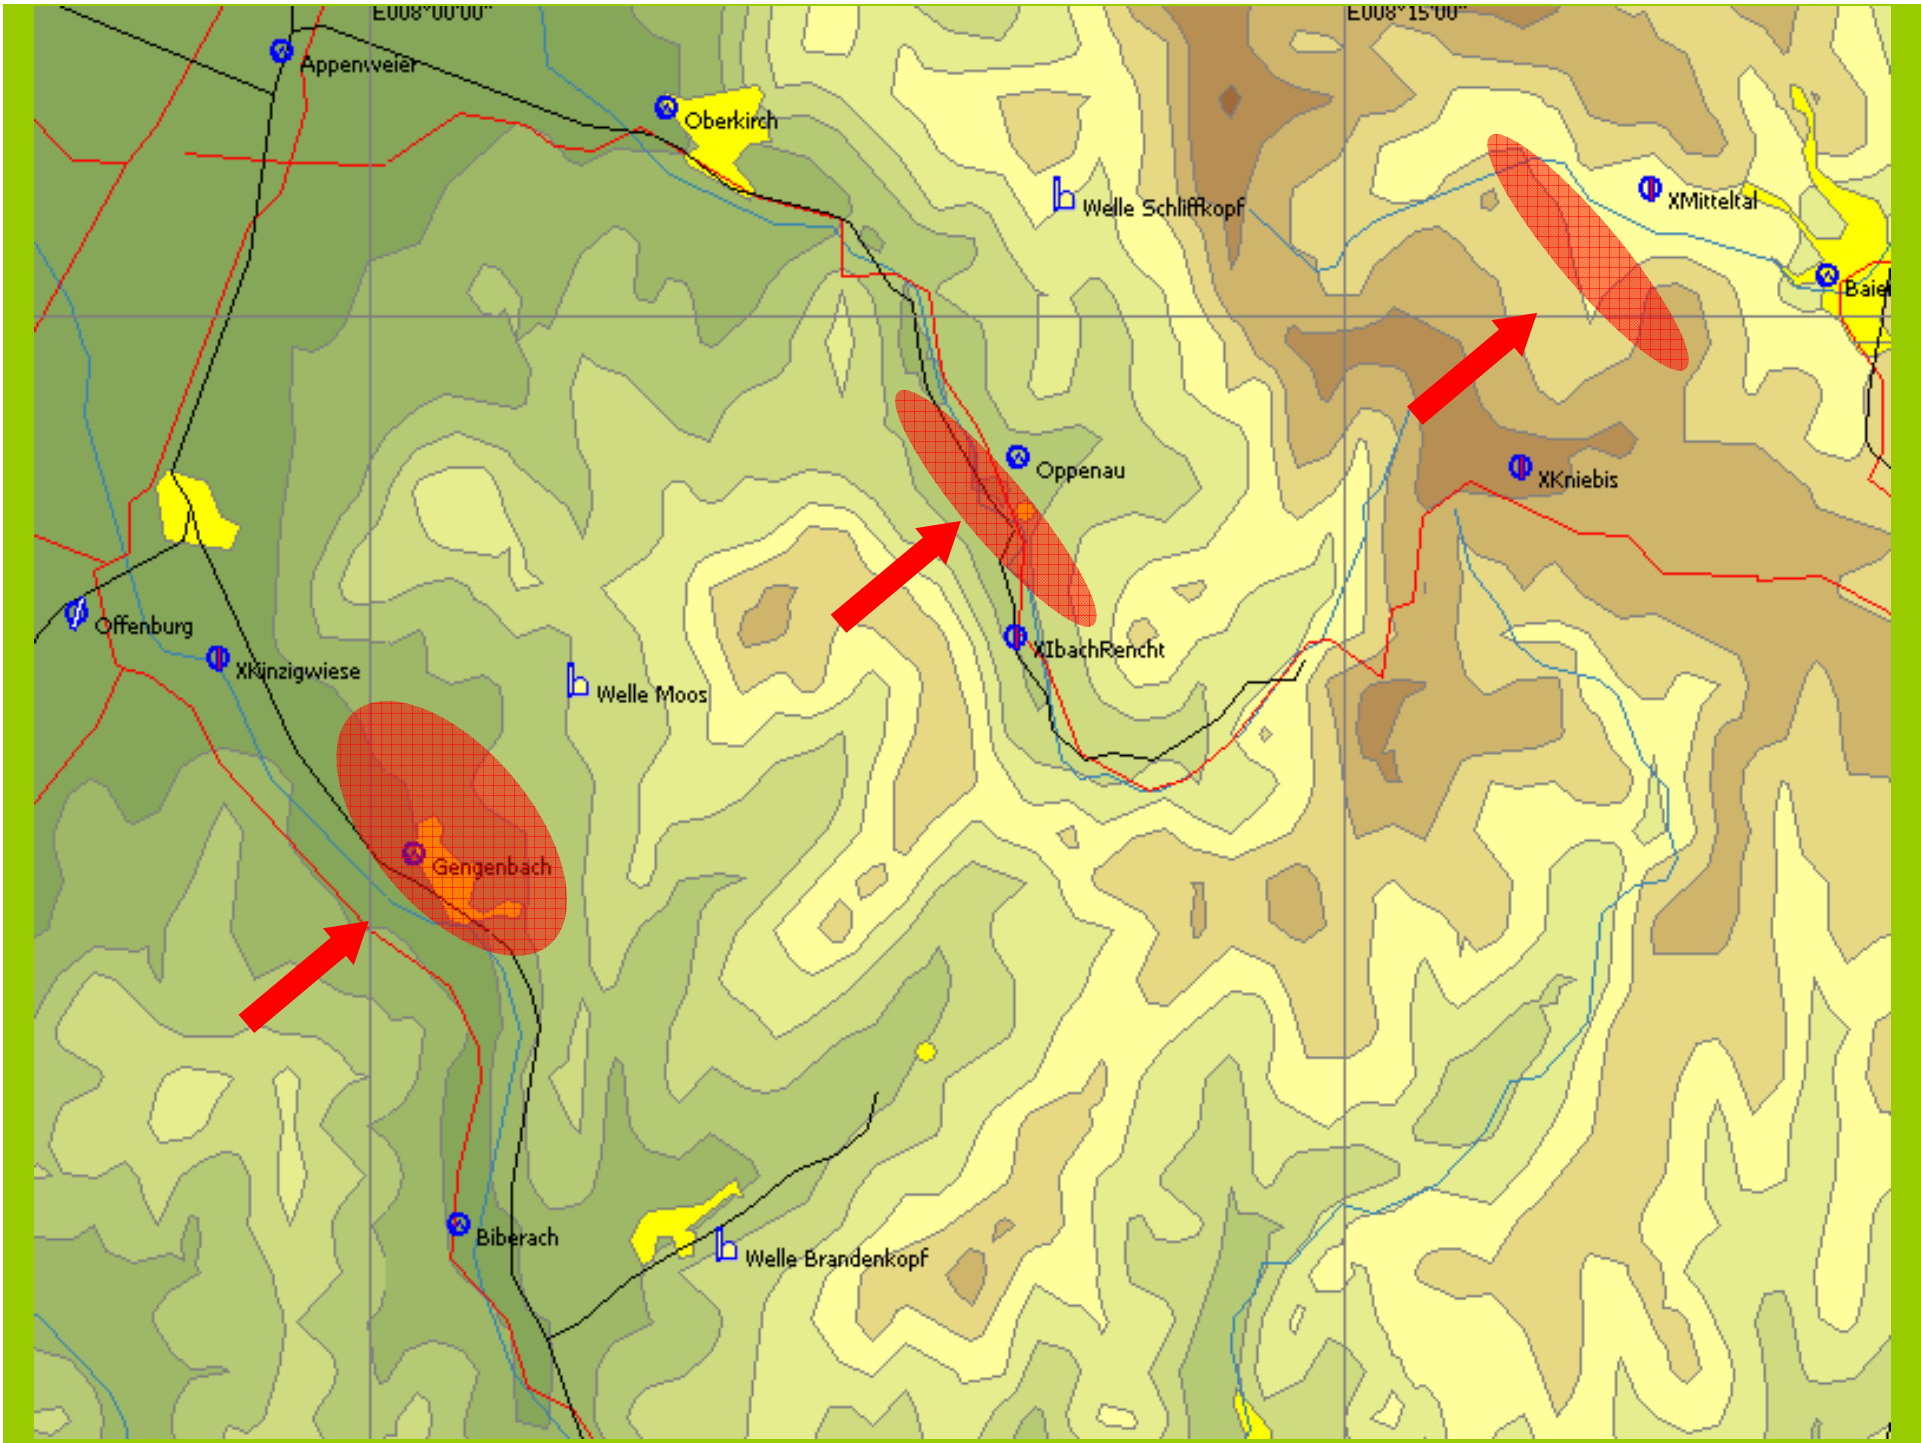 E008°00'00"
E008°15'00"
Appenweier
Oberkirch
XMitteltal
Welle Schliffkopf
Baier
Oppenau
XKniebis
Offenburg
XIbachRencht
XKinzigwiese
Welle Moos
Gengenbach
Biberach
Welle Brandenkopf